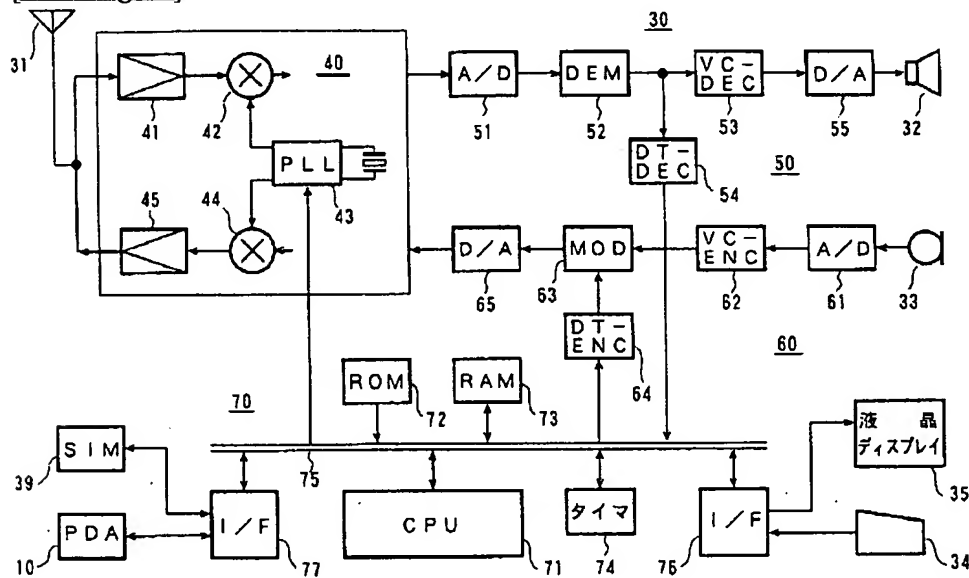 31
30
40
41
42
PLL
43
44
45
A/D
51
DEM
52
VC-
DEC
53
D/A
55
32
DT-
DEC
54
50
D/A
65
MOD
63
VC-
ENC
62
A/D
61
33
DT-
ENC
64
60
70
ROM
72
RAM
73
SIM
39
PDA
10
I/F
77
75
CPU
71
タイマ
74
I/F
76
液晶
ディスプレイ
35
34